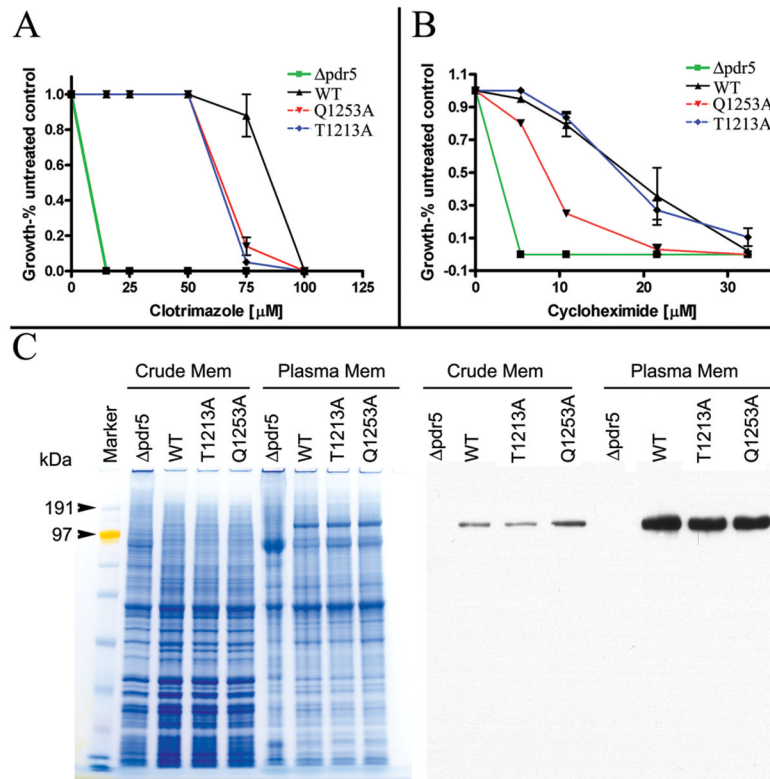 A
Δpdr5
WT
Q1253A
T1213A
Growth-% untreated control
1.0
0.8
0.6
0.4
0.2
0.0
0 25 50 75 100 125
Clotrimazole [μM]
B
Δpdr5
WT
Q1253A
T1213A
Growth-% untreated control
1.1
0.9
0.7
0.5
0.3
0.1
-0.1
0 10 20 30
Cycloheximide [μM]
C
Crude Mem Plasma Mem Crude Mem Plasma Mem
Marker Δpdr5 WT T1213A Q1253A Δpdr5 WT T1213A Q1253A Δpdr5 WT T1213A Q1253A Δpdr5 WT T1213A Q1253A
kDa
191
97